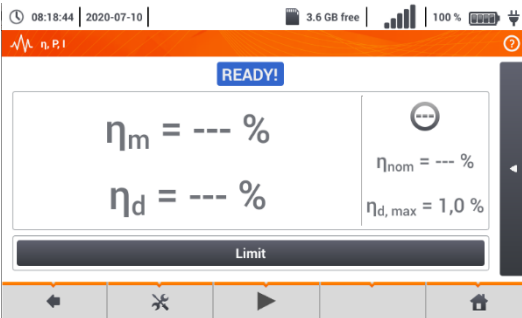 08:18:44 2020-07-10 3.6 GB free 100 %
η, P, I
READY!
ηm = --- %
ηd = --- %
ηnom = --- %
ηd, max = 1,0 %
Limit